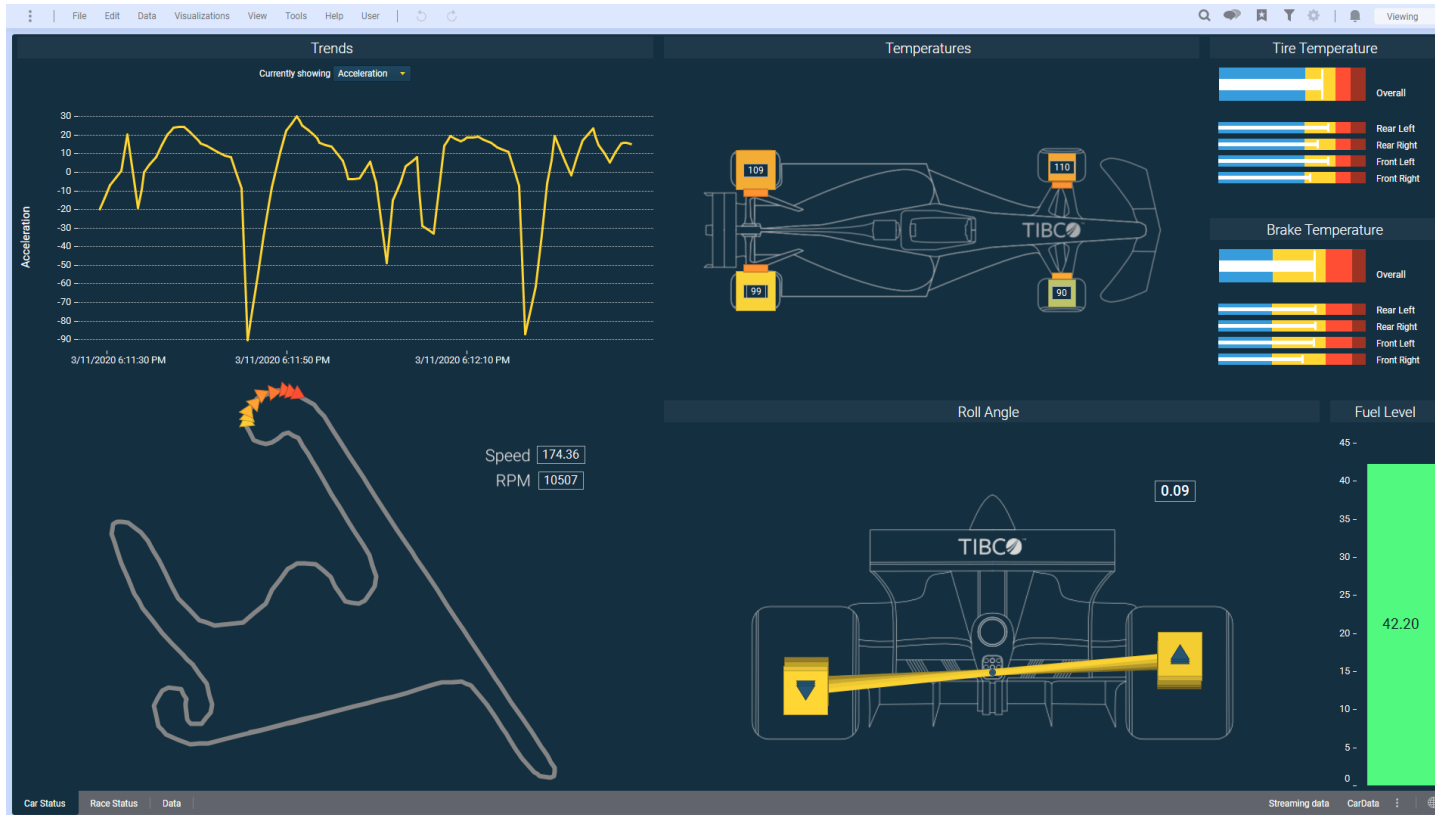 File Edit Data Visualizations View Tools Help User
Viewing
Trends
Currently showing Acceleration
Acceleration
30
20
10
0
-10
-20
-30
-40
-50
-60
-70
-80
-90
3/11/2020 6:11:30 PM 3/11/2020 6:11:50 PM 3/11/2020 6:12:10 PM
Speed 174.36
RPM 10507
Temperatures
109
110
TIBCO
99
90
Tire Temperature
Overall
Rear Left
Rear Right
Front Left
Front Right
Brake Temperature
Overall
Rear Left
Rear Right
Front Left
Front Right
Roll Angle
0.09
TIBCO™
Fuel Level
45
40
35
30
25
20
15
10
5
0
42.20
Car Status Race Status Data
Streaming data CarData